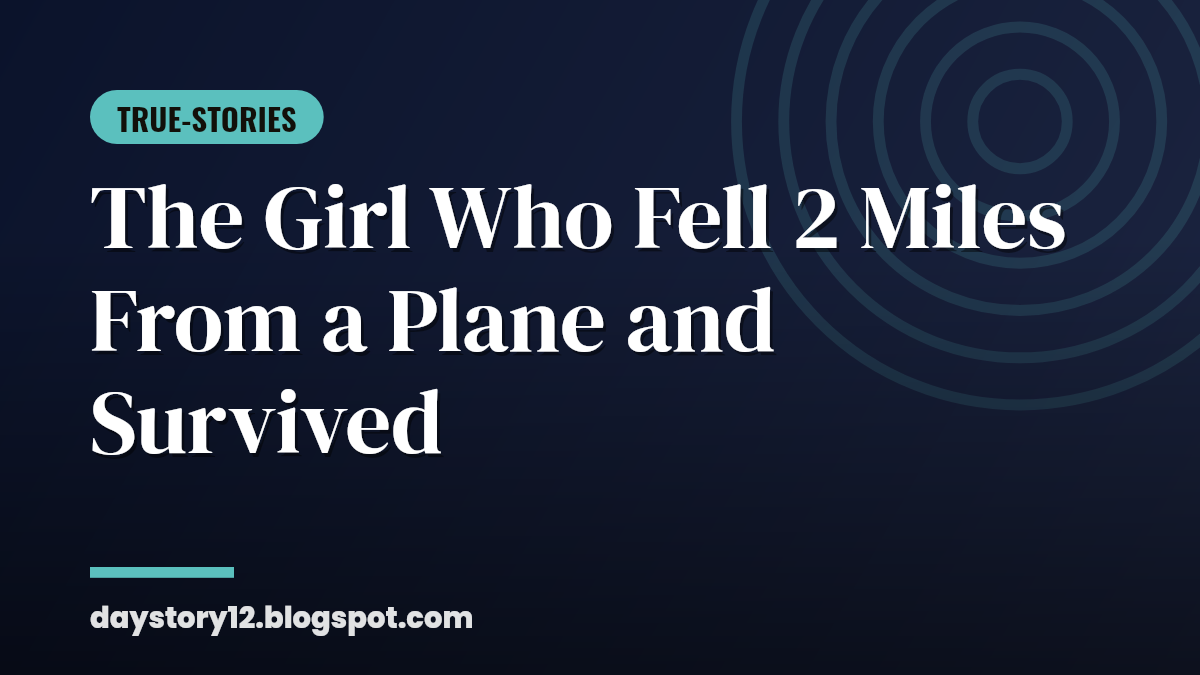 TRUE-STORIES
The Girl Who Fell 2 Miles
From a Plane and
Survived
daystory12.blogspot.com